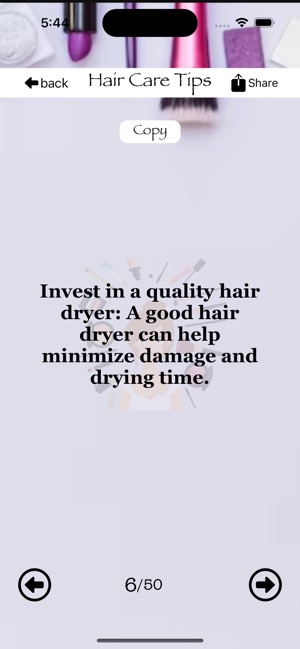 5:44
back
Hair Care Tips
Share
Copy
Invest in a quality hair
dryer: A good hair
dryer can help
minimize damage and
drying time.
6/50